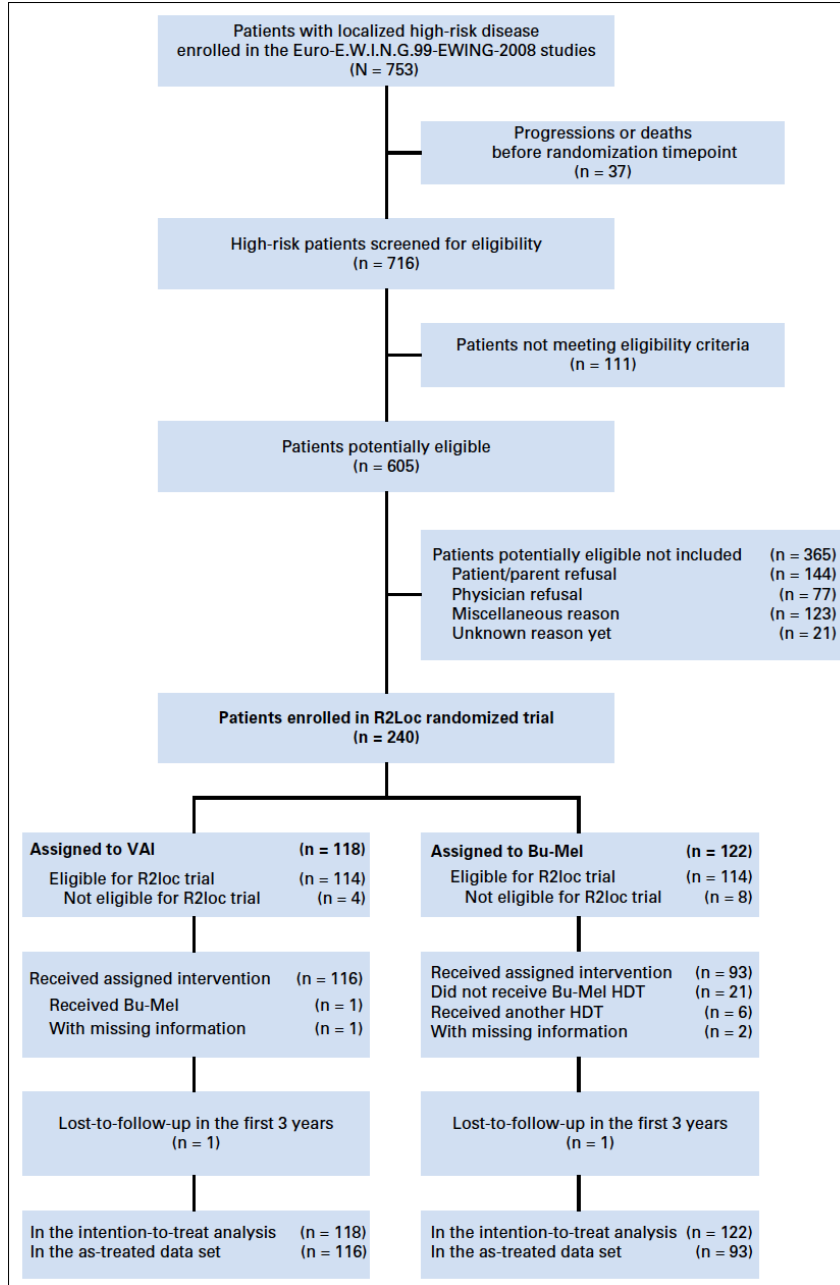 Patients with localized high-risk disease
enrolled in the Euro-E.W.I.N.G.99-EWING-2008 studies
(N = 753)
Progressions or deaths
before randomization timepoint
(n = 37)
High-risk patients screened for eligibility
(n = 716)
Patients not meeting eligibility criteria
(n = 111)
Patients potentially eligible
(n = 605)
Patients potentially eligible not included (n = 365)
Patient/parent refusal (n = 144)
Physician refusal (n = 77)
Miscellaneous reason (n = 123)
Unknown reason yet (n = 21)
Patients enrolled in R2Loc randomized trial
(n = 240)
Assigned to VAI (n = 118)
Eligible for R2loc trial (n = 114)
Not eligible for R2loc trial (n = 4)
Assigned to Bu-Mel (n = 122)
Eligible for R2loc trial (n = 114)
Not eligible for R2loc trial (n = 8)
Received assigned intervention (n = 116)
Received Bu-Mel (n = 1)
With missing information (n = 1)
Received assigned intervention (n = 93)
Did not receive Bu-Mel HDT (n = 21)
Received another HDT (n = 6)
With missing information (n = 2)
Lost-to-follow-up in the first 3 years
(n = 1)
Lost-to-follow-up in the first 3 years
(n = 1)
In the intention-to-treat analysis (n = 118)
In the as-treated data set (n = 116)
In the intention-to-treat analysis (n = 122)
In the as-treated data set (n = 93)